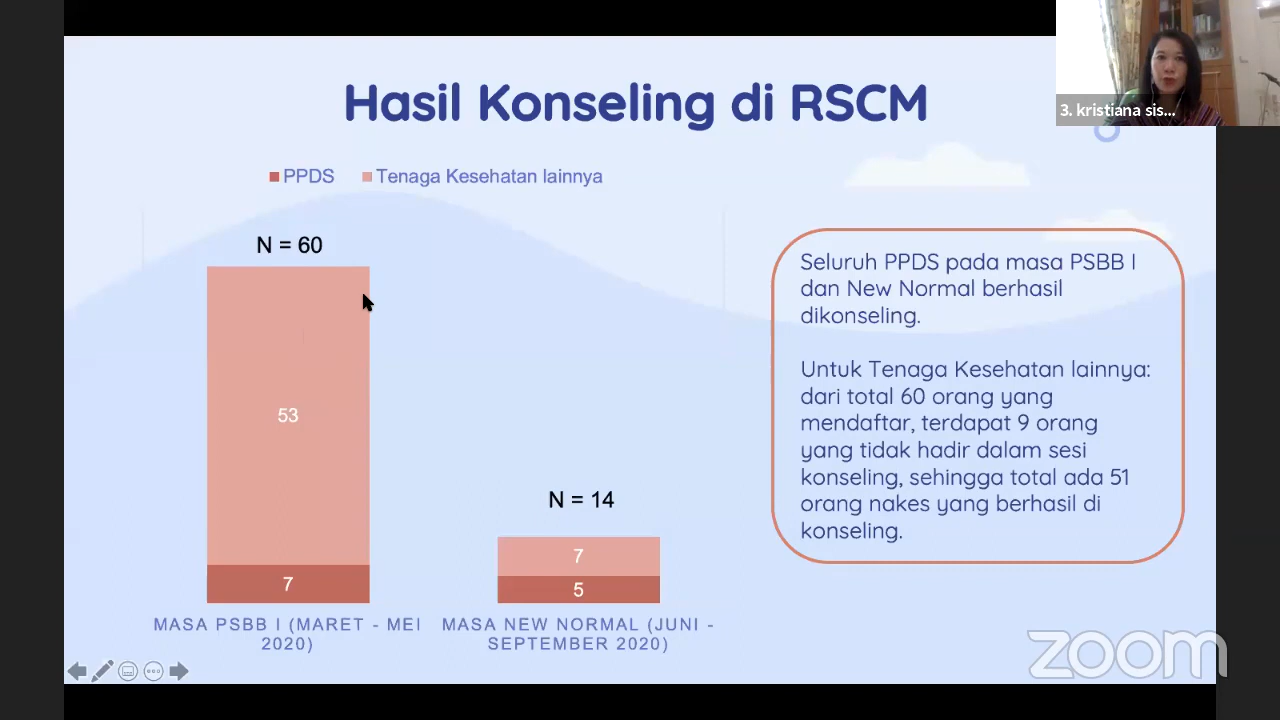 Hasil Konseling di RSCM
3. kristiana sis...
PPDS Tenaga Kesehatan lainnya
N = 60
53
7
N = 14
7
5
MASA PSBB I (MARET - MEI
2020)
MASA NEW NORMAL (JUNI -
SEPTEMBER 2020)
Seluruh PPDS pada masa PSBB I
dan New Normal berhasil
dikonseling.
Untuk Tenaga Kesehatan lainnya:
dari total 60 orang yang
mendaftar, terdapat 9 orang
yang tidak hadir dalam sesi
konseling, sehingga total ada 51
orang nakes yang berhasil di
konseling.
zoom